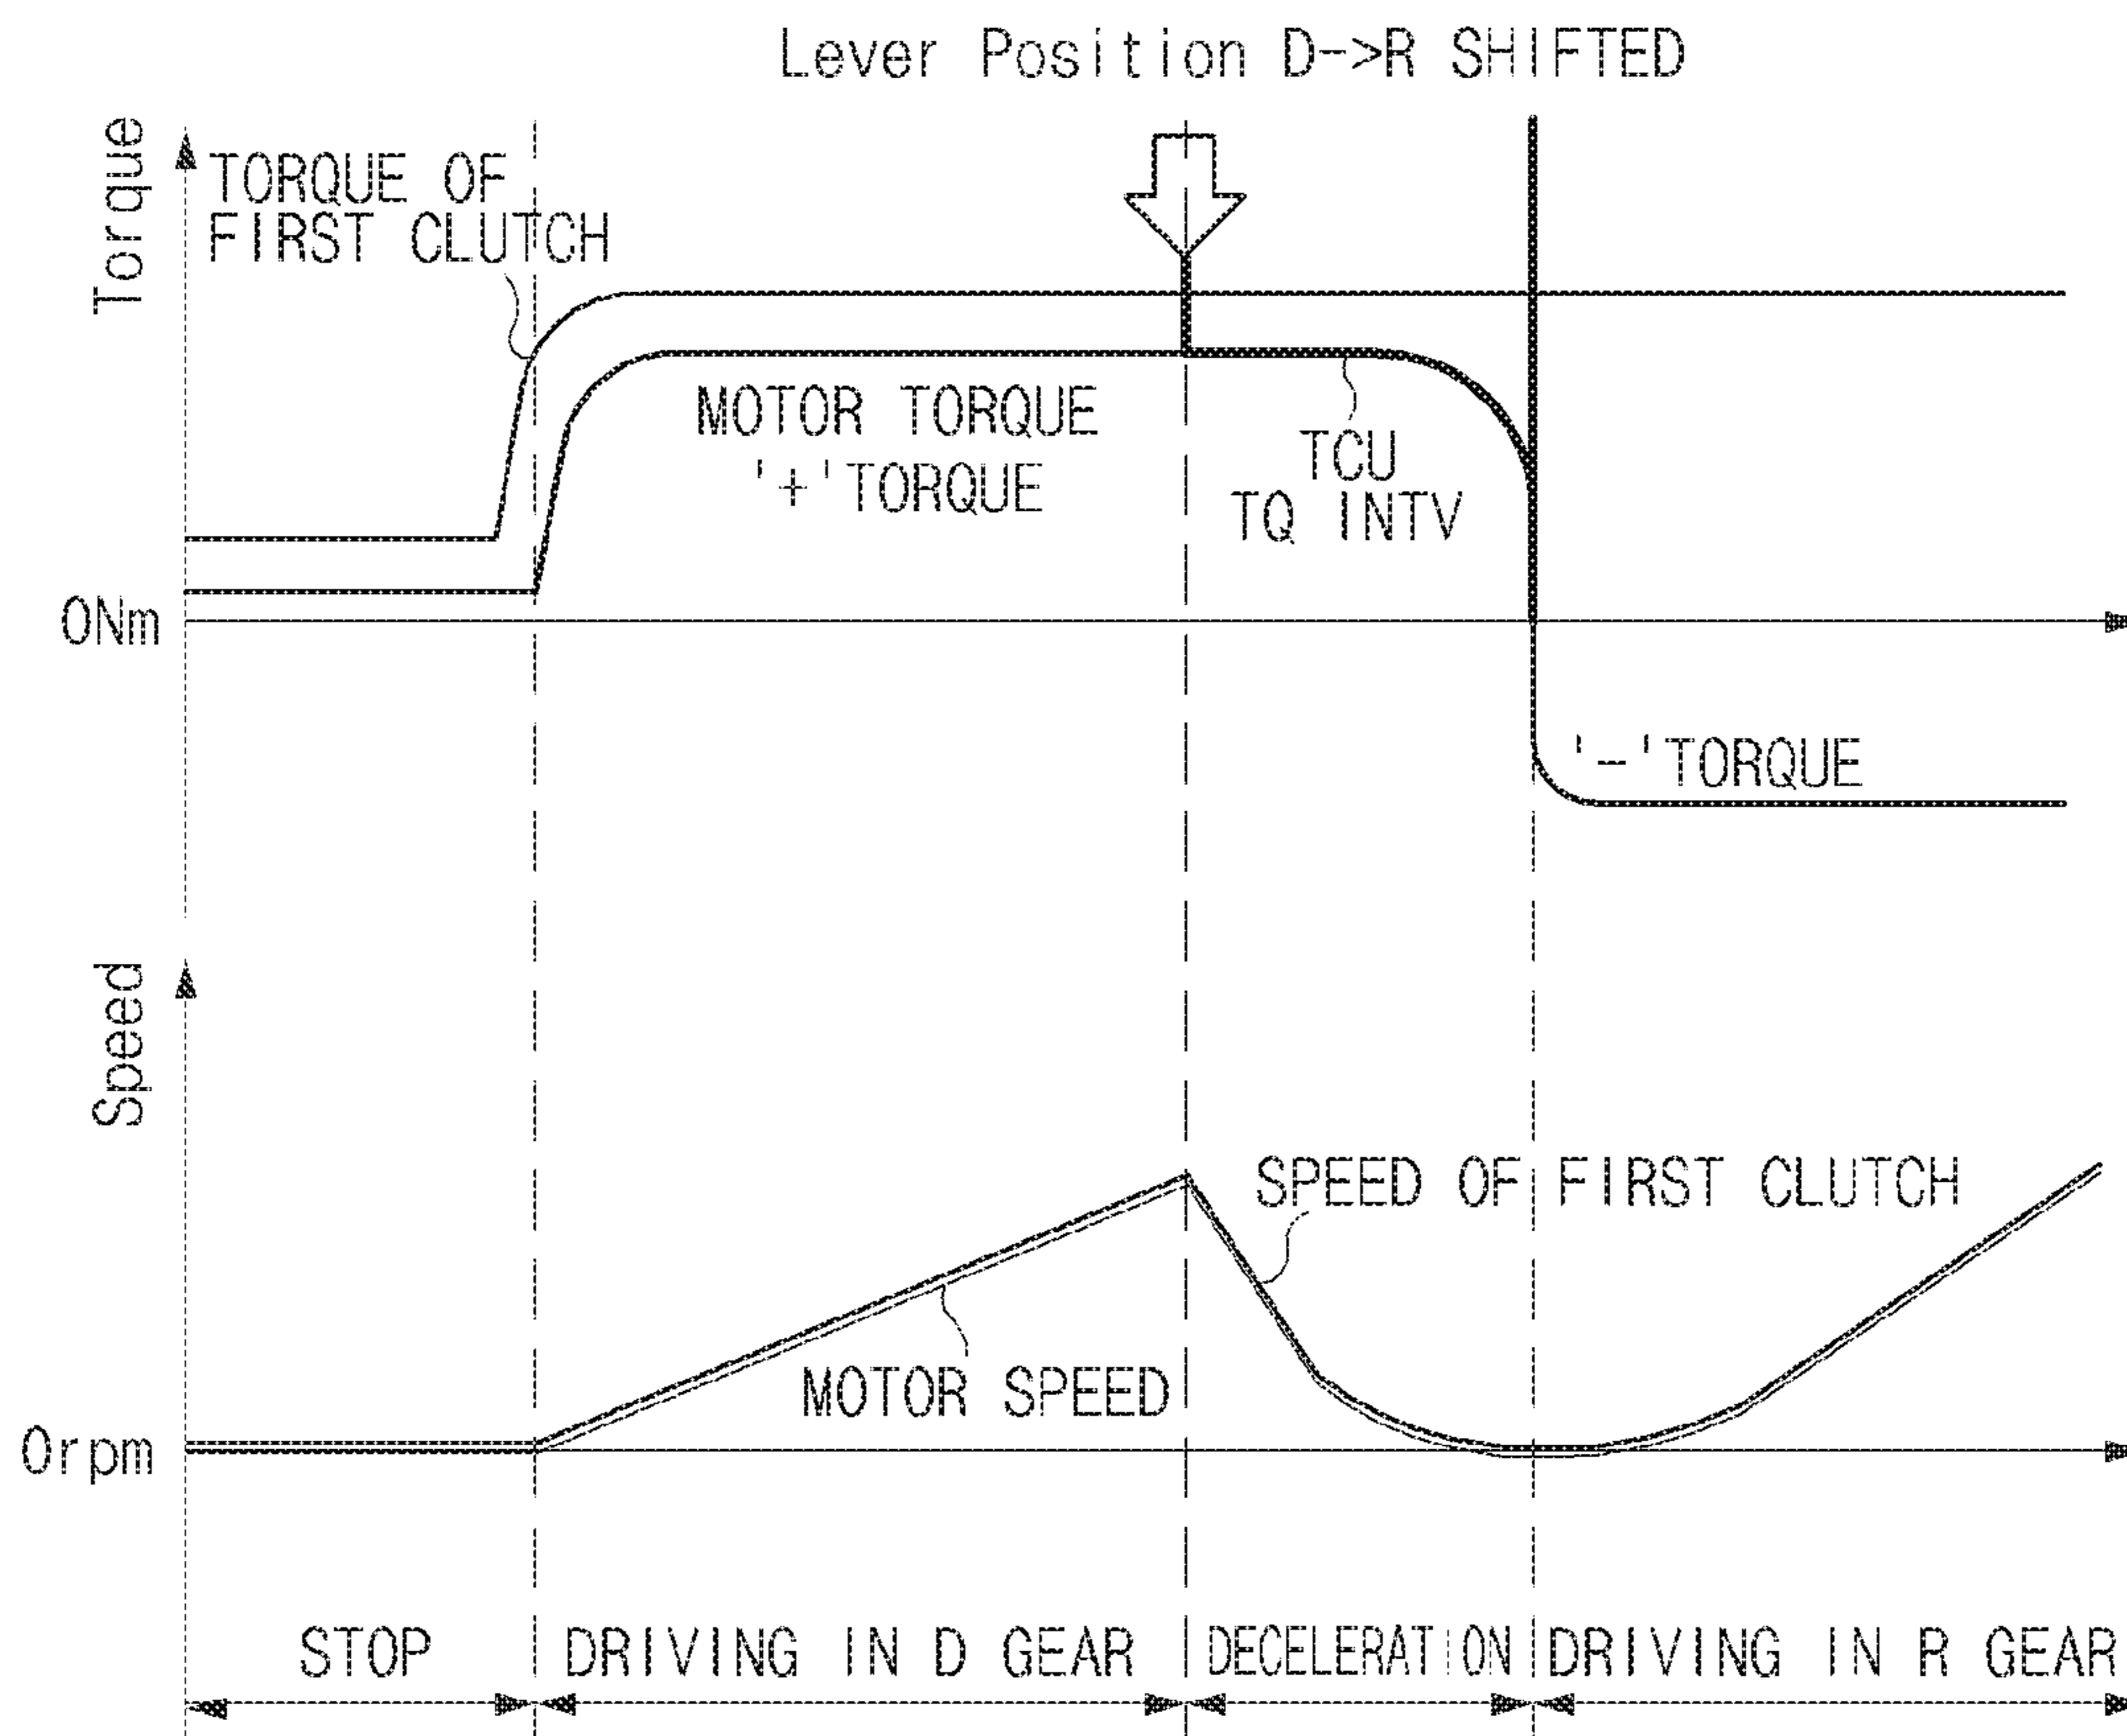 Lever Position D->R SHIFTED
Torque
TORQUE OF
FIRST CLUTCH
MOTOR TORQUE
'+'TORQUE
TCU
TQ INTV
0Nm
'-'TORQUE
Speed
SPEED OF FIRST CLUTCH
MOTOR SPEED
0rpm
STOP
DRIVING IN D GEAR
DECELERATION
DRIVING IN R GEAR